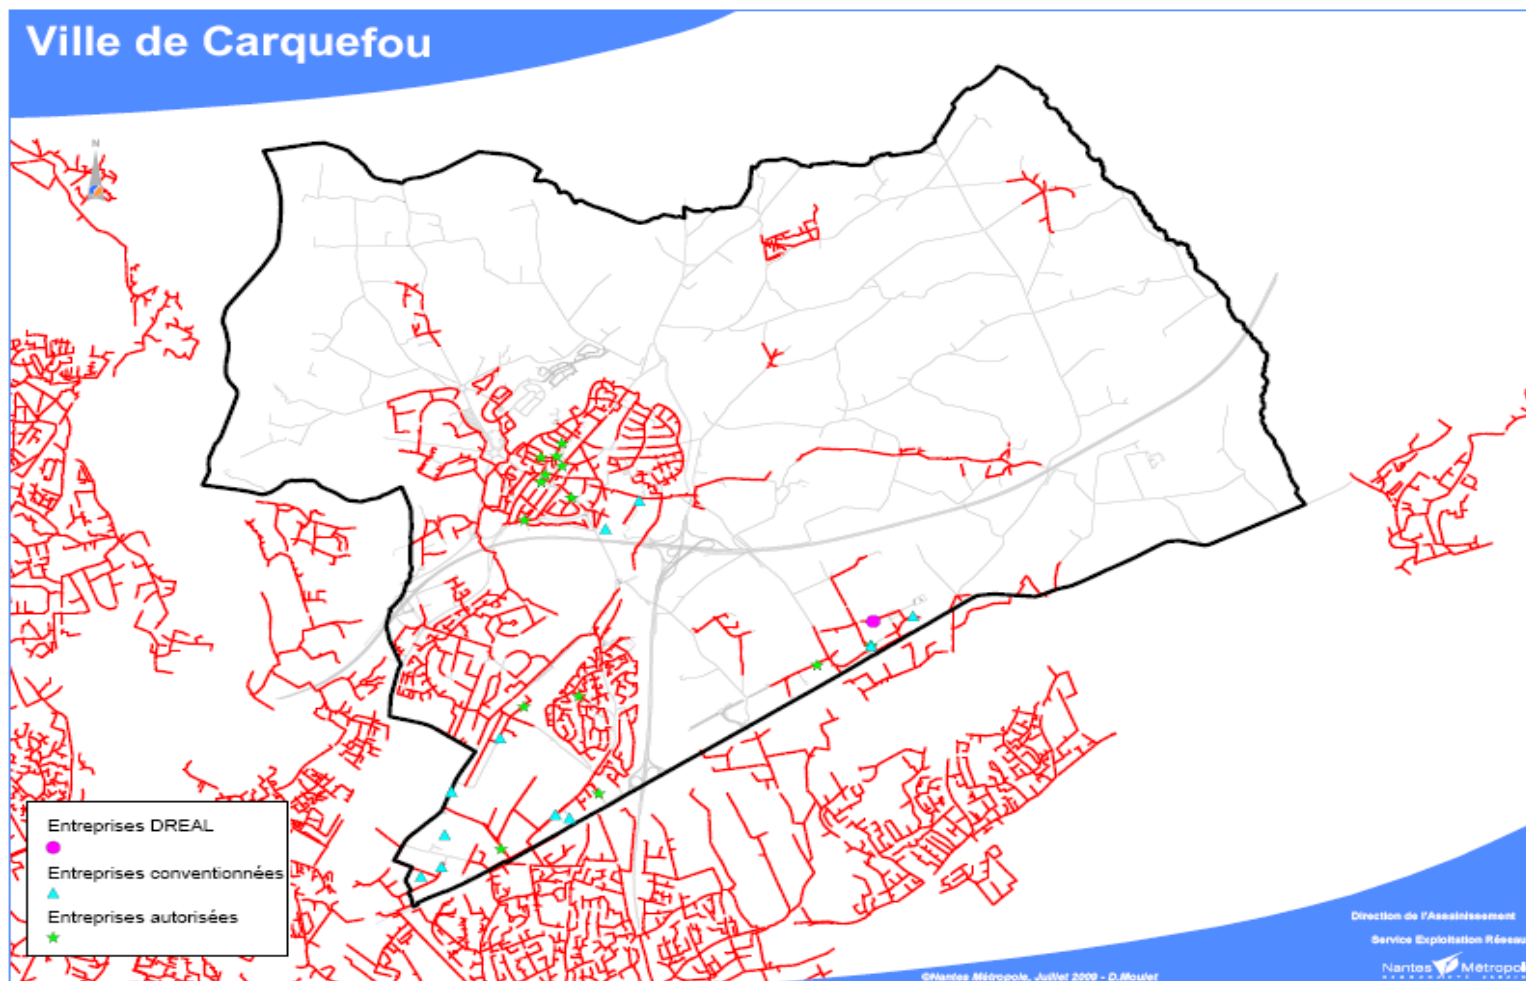 Ville de Carquefou
N
Entreprises DREAL
Entreprises conventionnées
Entreprises autorisées
Direction de l'Assainissement
Service Exploitation Réseau
Nantes Métropole
©Nantes Métropole, Juillet 2009 - D.Moulet